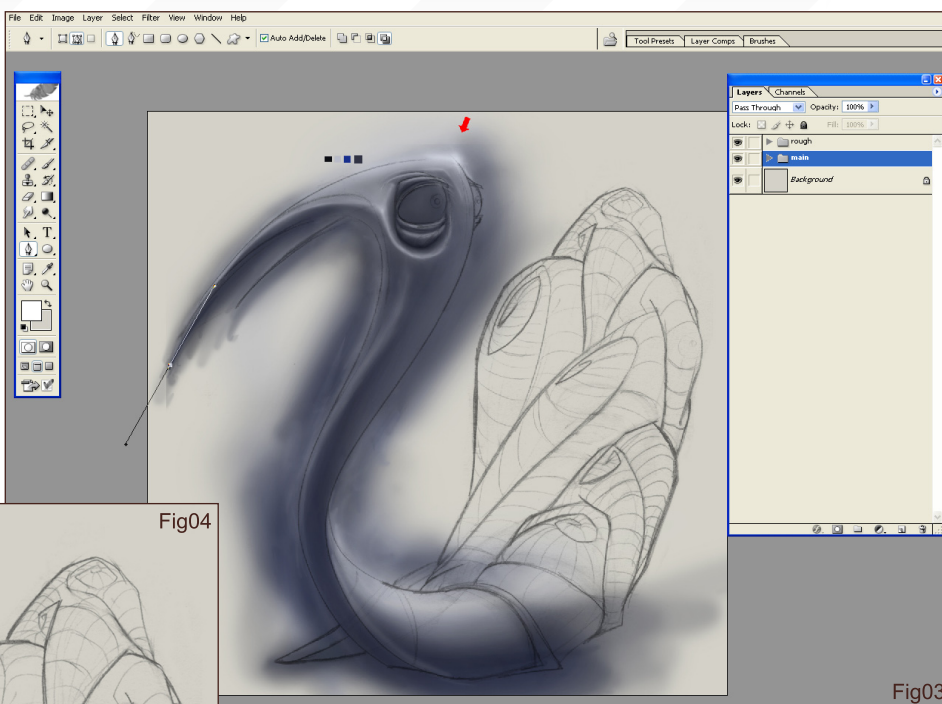 File Edit Image Layer Select Filter View Window Help
Auto Add/Delete
Tool Presets Layer Comps Brushes
Layers Channels
Pass Through Opacity: 100%
Lock: Fill: 100%
rough
main
Background
T
Fig04
Fig03